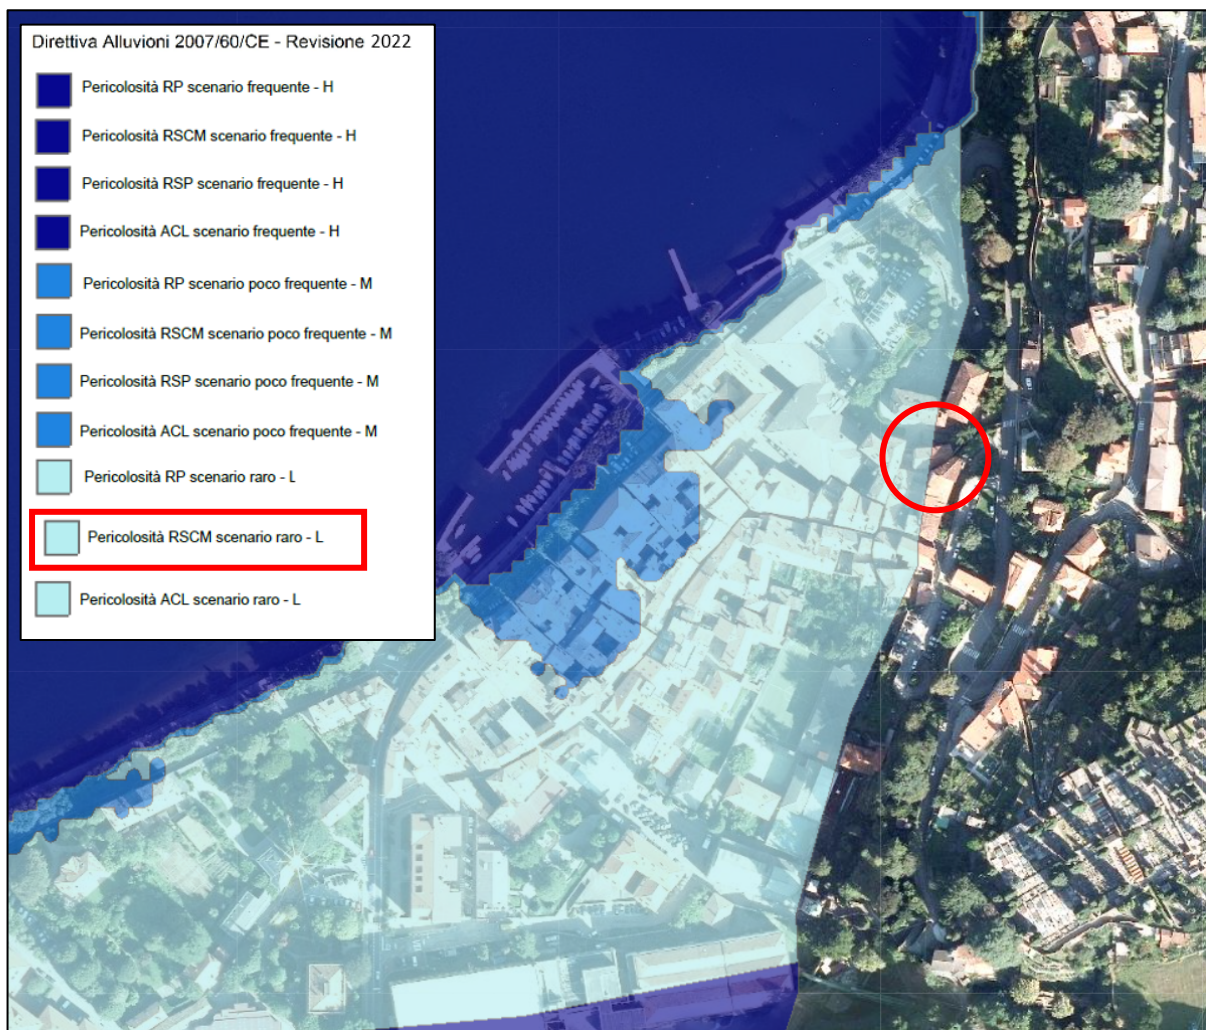 Direttiva Alluvioni 2007/60/CE - Revisione 2022
Pericolosità RP scenario frequente - H
Pericolosità RSCM scenario frequente - H
Pericolosità RSP scenario frequente - H
Pericolosità ACL scenario frequente - H
Pericolosità RP scenario poco frequente - M
Pericolosità RSCM scenario poco frequente - M
Pericolosità RSP scenario poco frequente - M
Pericolosità ACL scenario poco frequente - M
Pericolosità RP scenario raro - L
Pericolosità RSCM scenario raro - L
Pericolosità ACL scenario raro - L